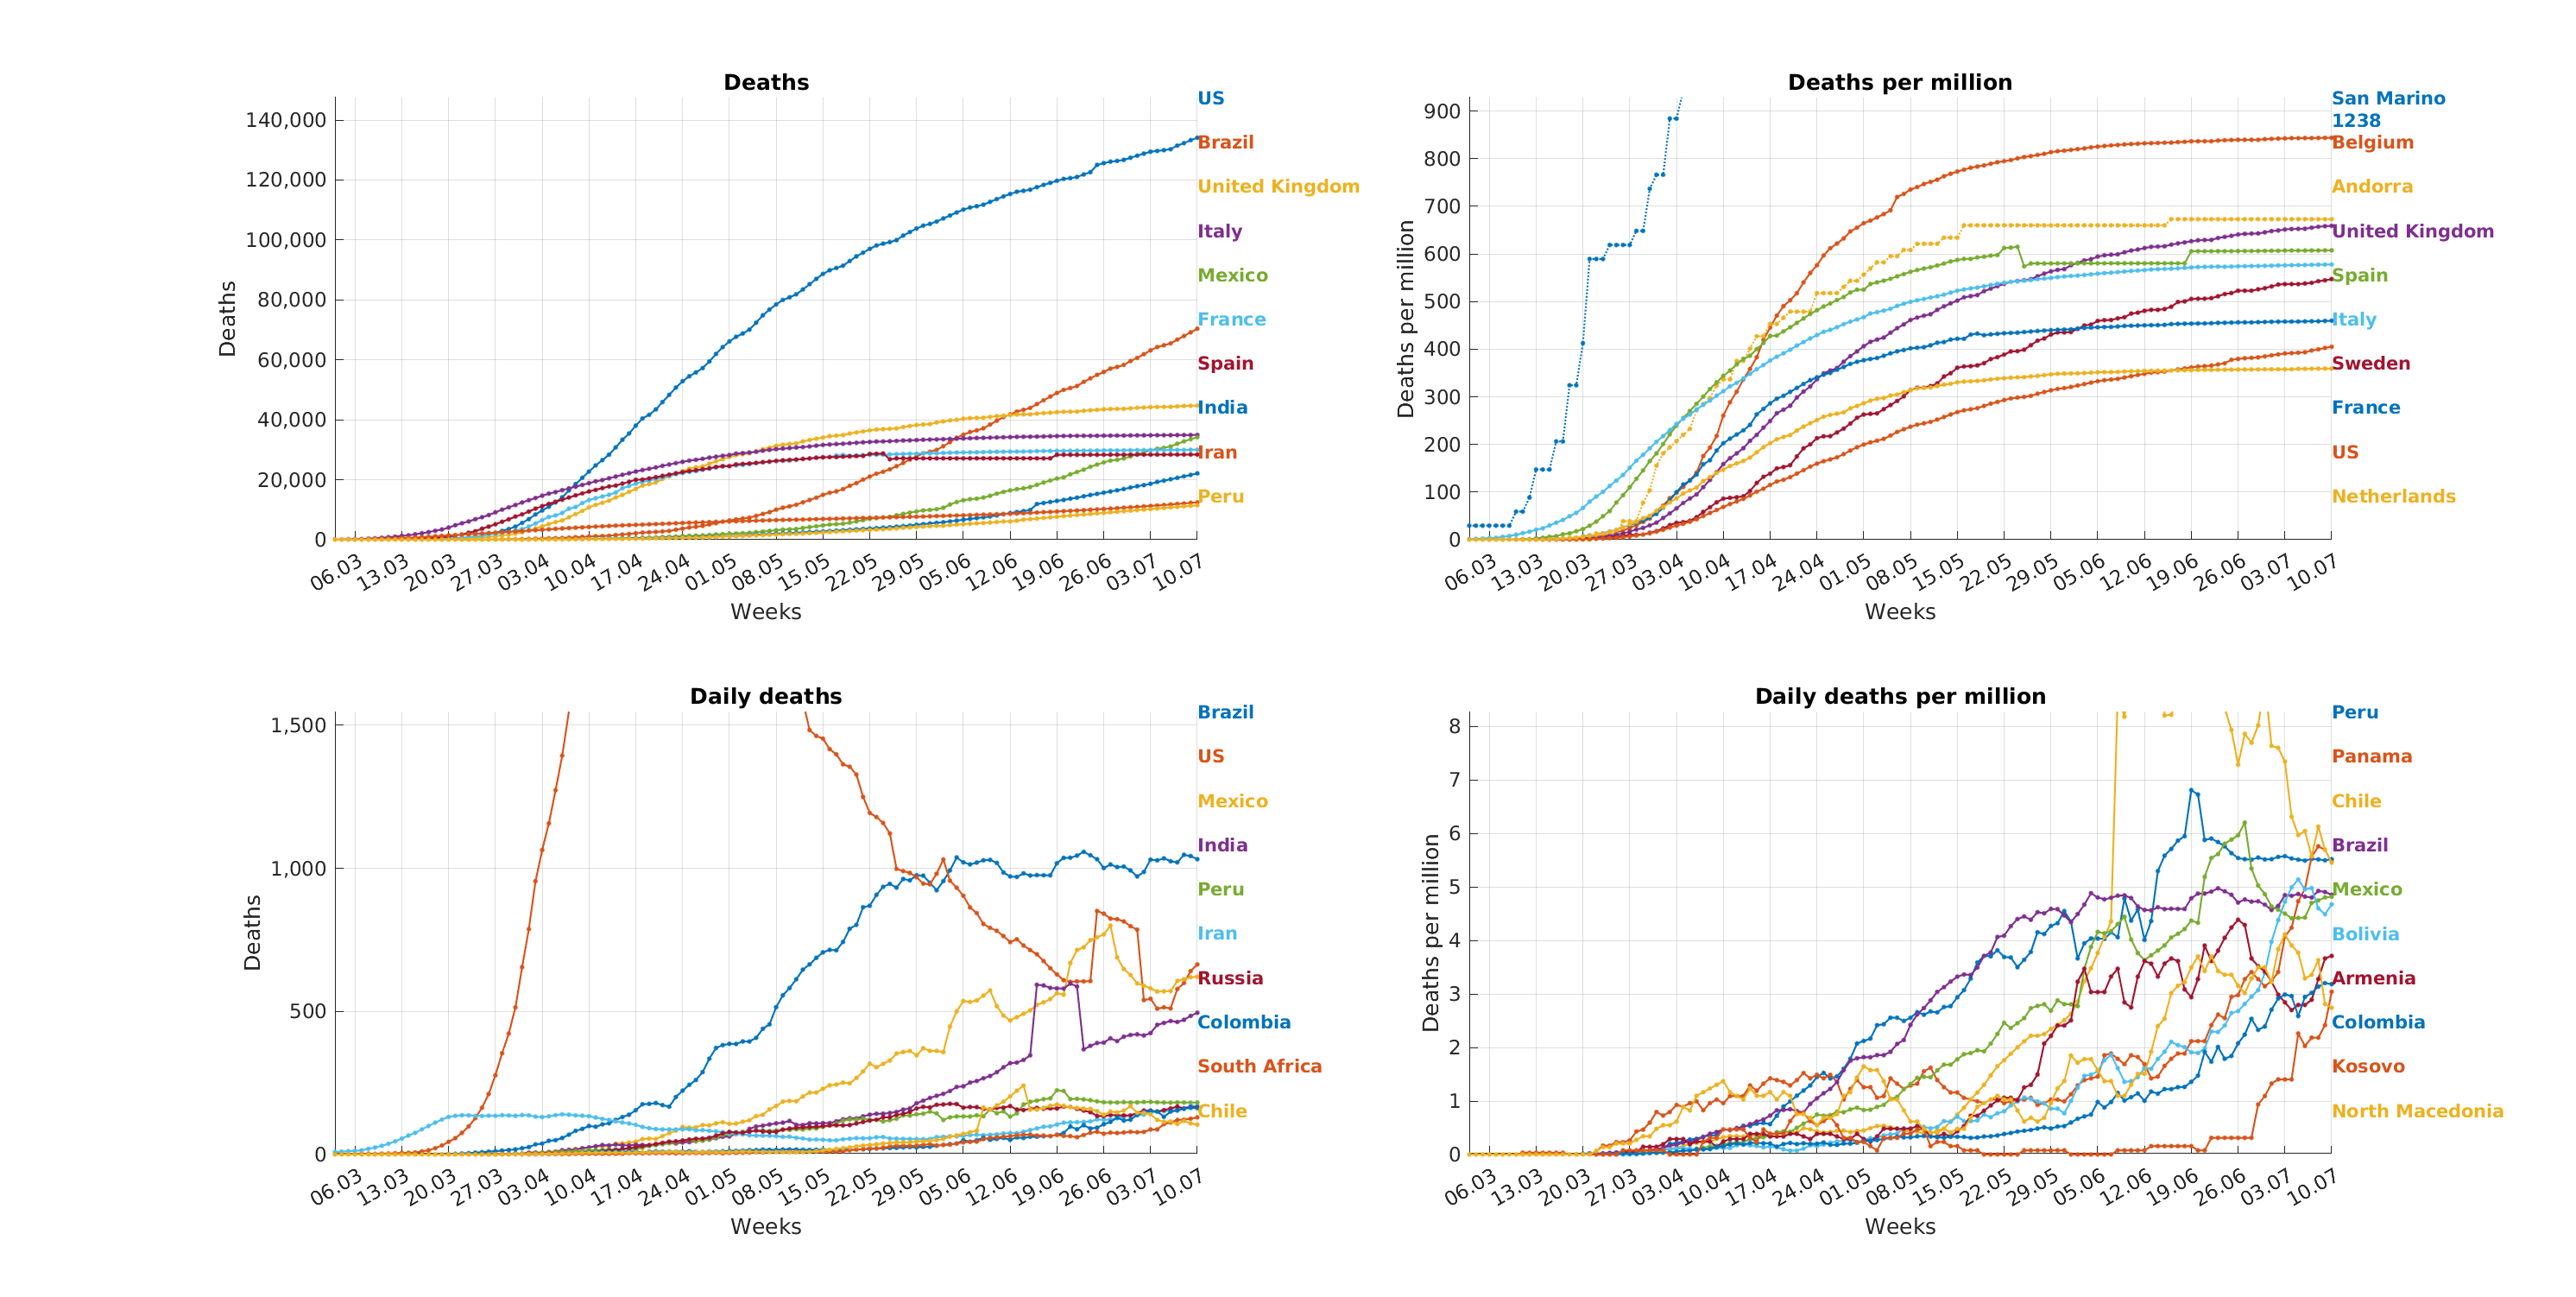 Deaths
Deaths
140,000
120,000
100,000
80,000
60,000
40,000
20,000
0
06.03 13.03 20.03 27.03 03.04 10.04 17.04 24.04 01.05 08.05 15.05 22.05 29.05 05.06 12.06 19.06 26.06 03.07 10.07
Weeks
US
Brazil
United Kingdom
Italy
Mexico
France
Spain
India
Iran
Peru
Deaths per million
Deaths per million
900
800
700
600
500
400
300
200
100
0
06.03 13.03 20.03 27.03 03.04 10.04 17.04 24.04 01.05 08.05 15.05 22.05 29.05 05.06 12.06 19.06 26.06 03.07 10.07
Weeks
San Marino
1238
Belgium
Andorra
United Kingdom
Spain
Italy
Sweden
France
US
Netherlands
Daily deaths
Deaths
1,500
1,000
500
0
06.03 13.03 20.03 27.03 03.04 10.04 17.04 24.04 01.05 08.05 15.05 22.05 29.05 05.06 12.06 19.06 26.06 03.07 10.07
Weeks
Brazil
US
Mexico
India
Peru
Iran
Russia
Colombia
South Africa
Chile
Daily deaths per million
Deaths per million
8
7
6
5
4
3
2
1
0
06.03 13.03 20.03 27.03 03.04 10.04 17.04 24.04 01.05 08.05 15.05 22.05 29.05 05.06 12.06 19.06 26.06 03.07 10.07
Weeks
Peru
Panama
Chile
Brazil
Mexico
Bolivia
Armenia
Colombia
Kosovo
North Macedonia